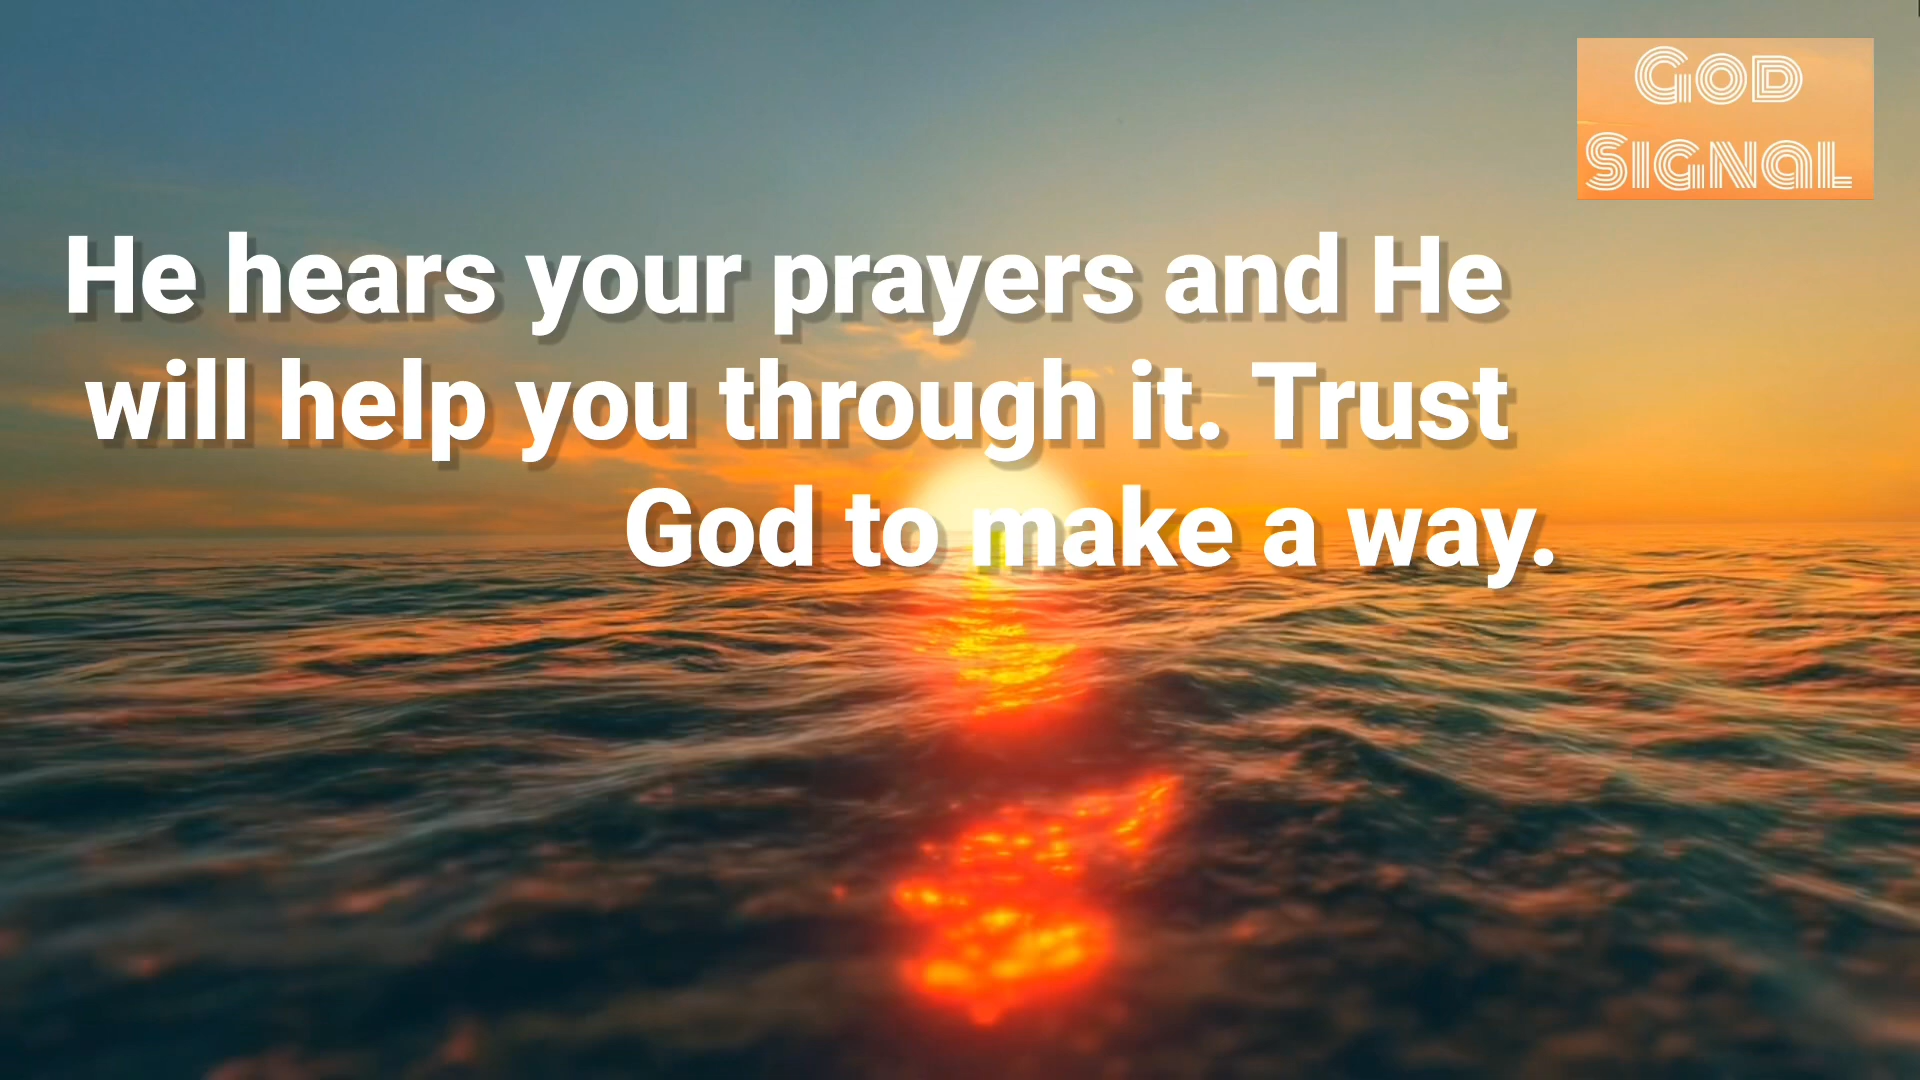 God
Signal
He hears your prayers and He
will help you through it. Trust
God to make a way.